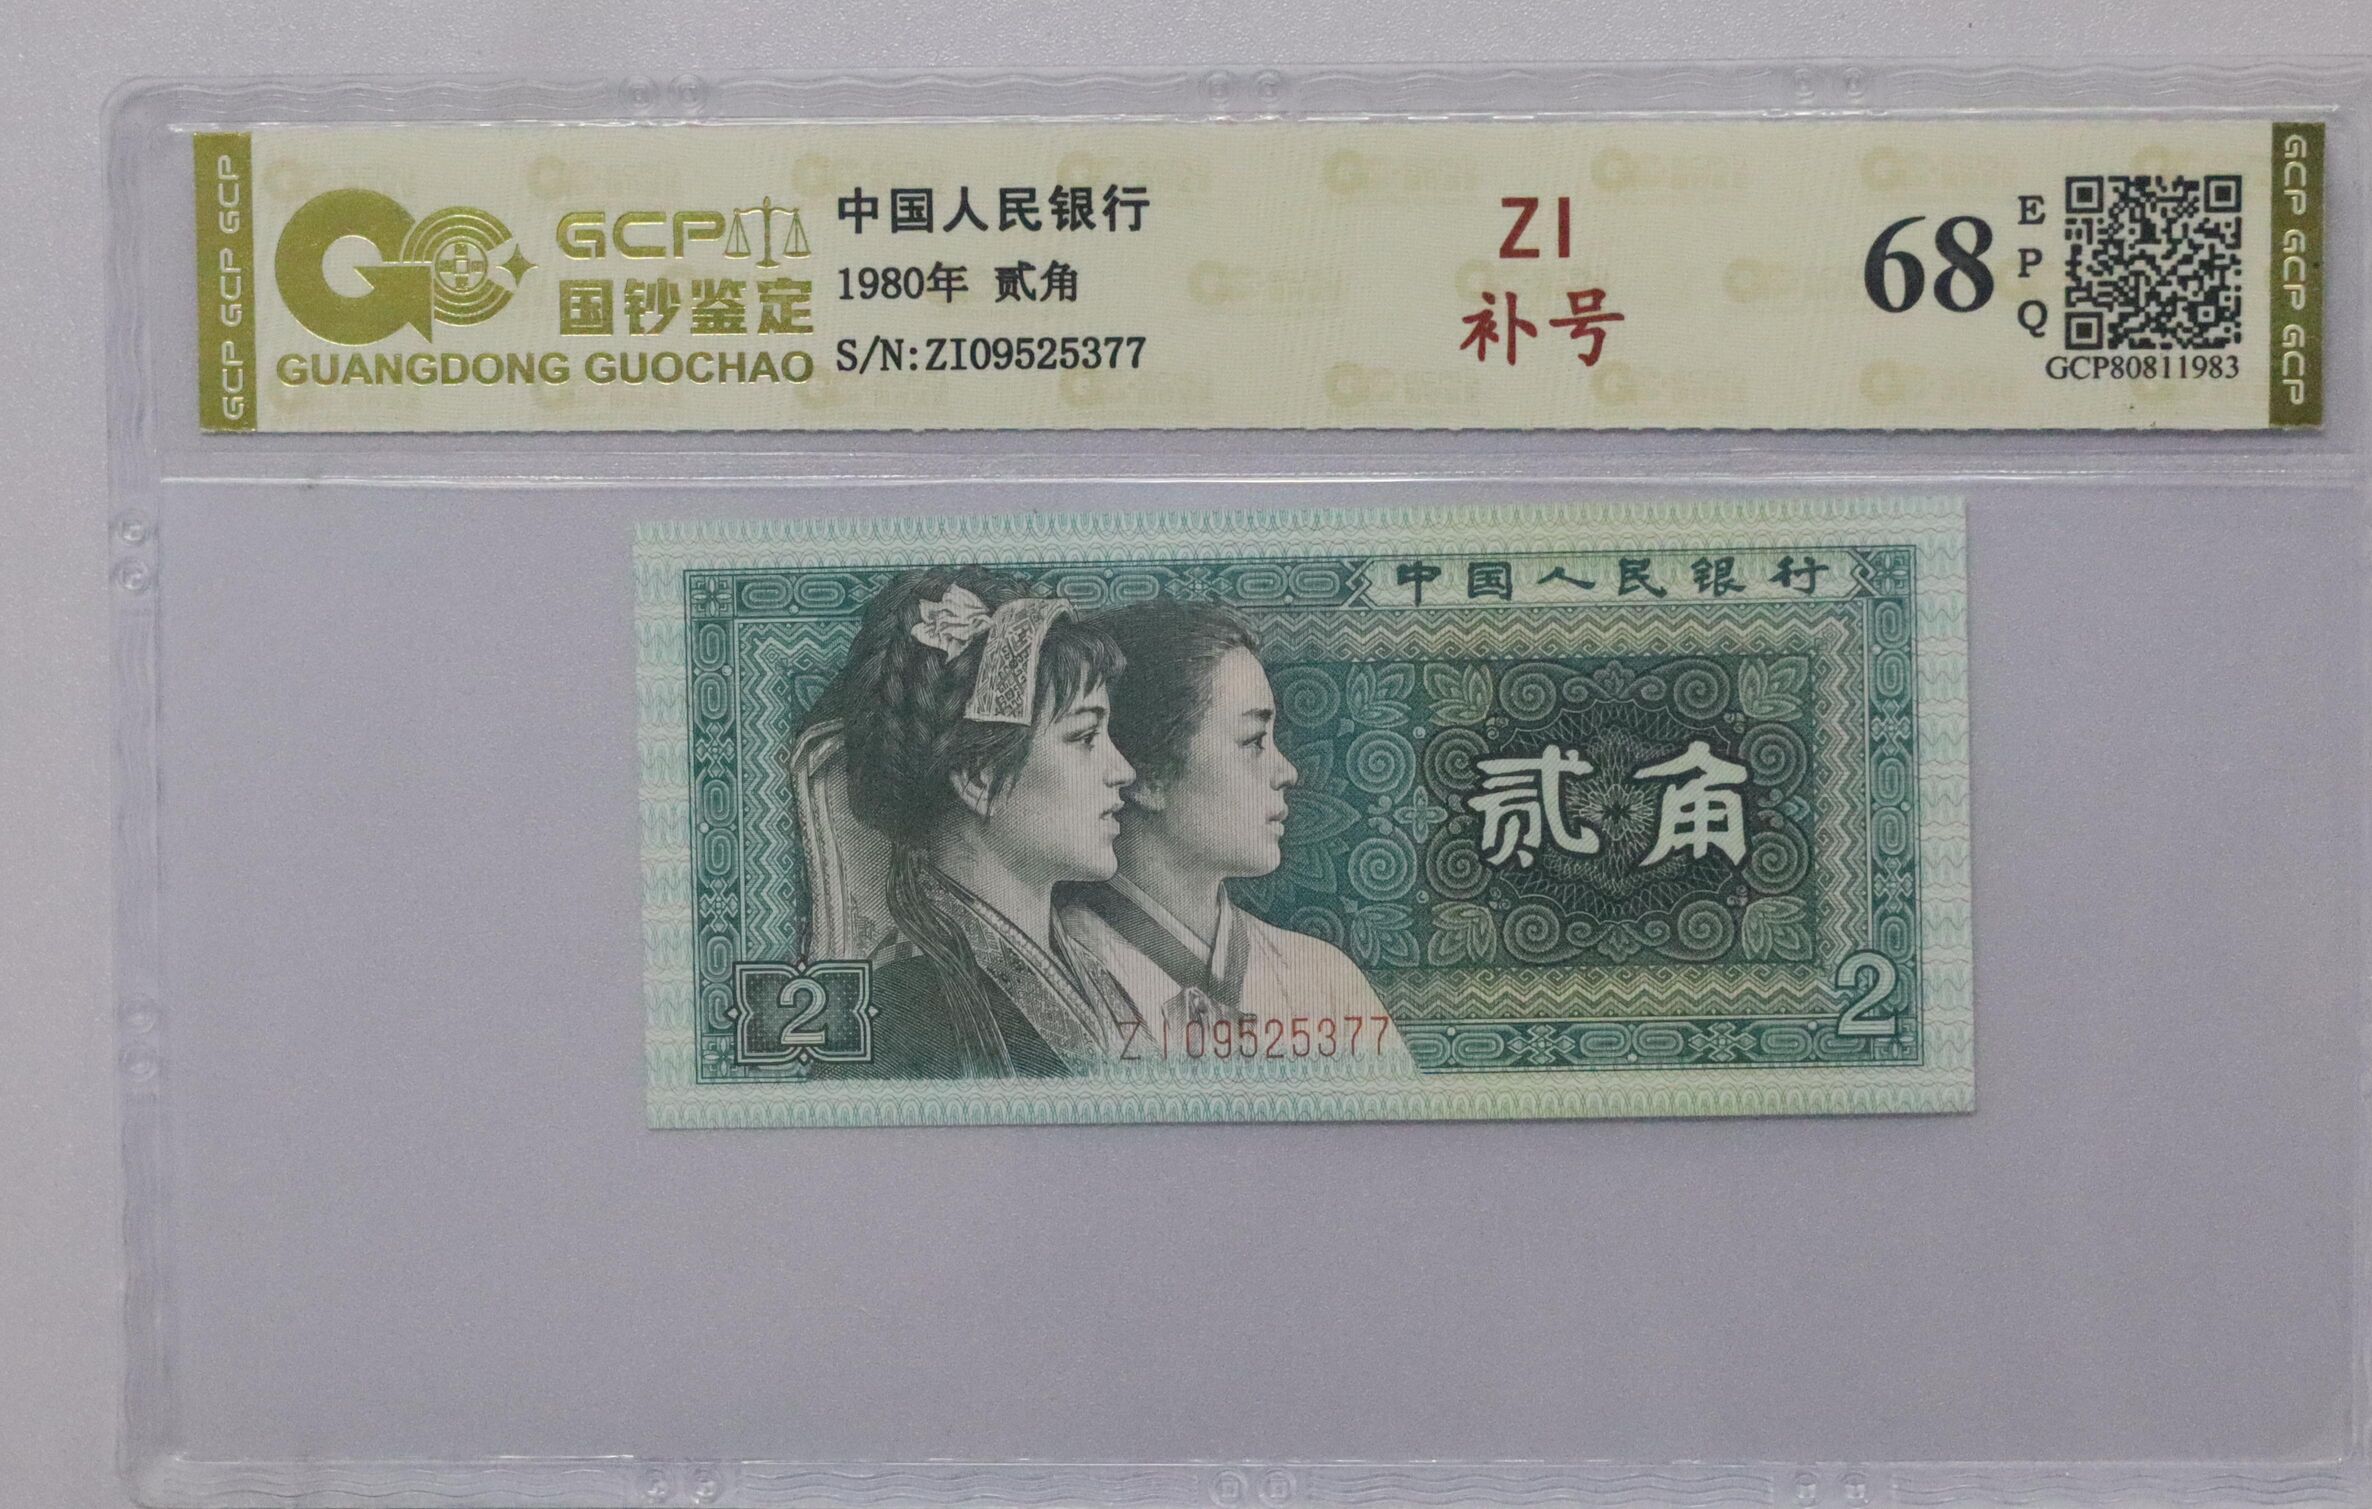 GCP GCP GCP
GCP
国钞鉴定
GUANGDONG GUOCHAO
中国人民银行
1980年 贰角
S/N:ZI09525377
ZI
补号
68
EPQ
GCP80811983
GCP GCP GCP
中国人民银行
贰角
2
ZI09525377
2